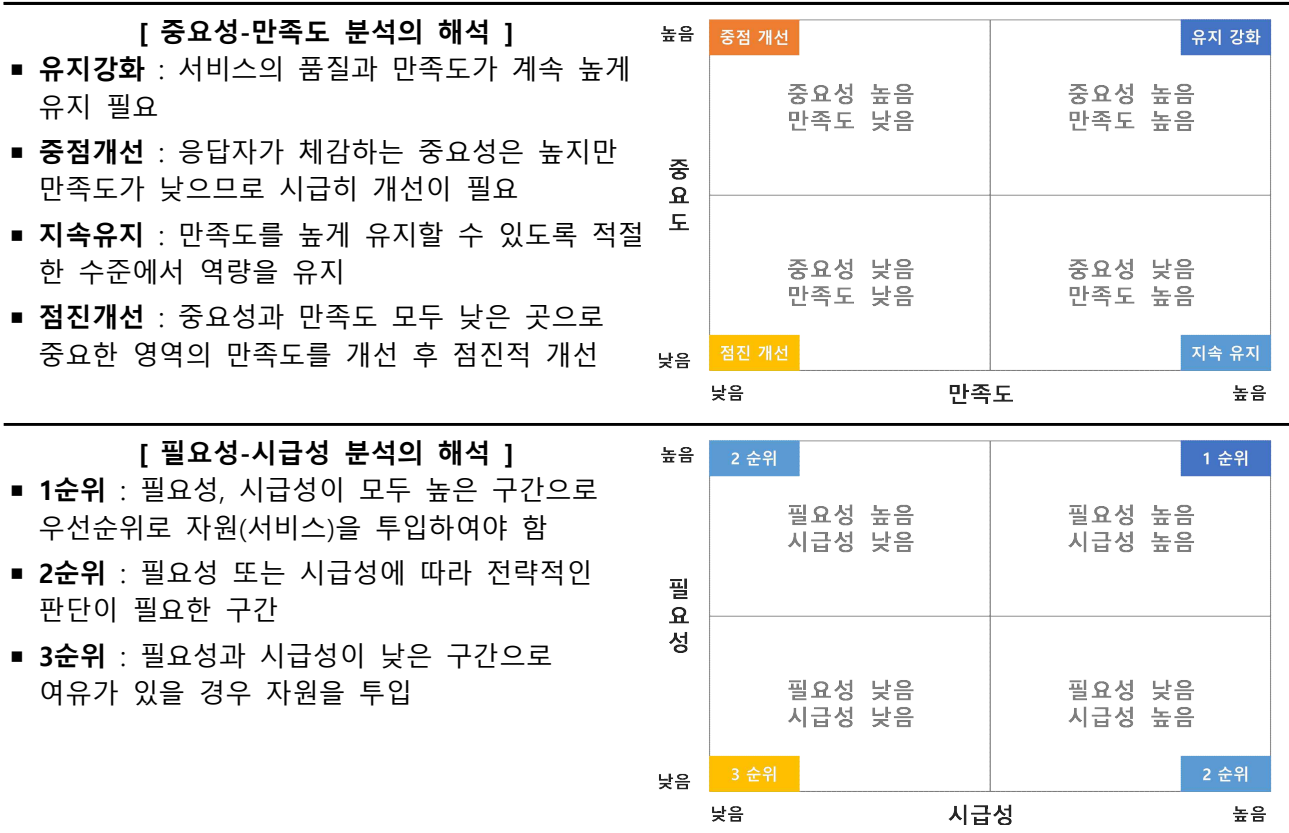 [ 중요성-만족도 분석의 해석 ]
▪ 유지강화 : 서비스의 품질과 만족도가 계속 높게
유지 필요
▪ 중점개선 : 응답자가 체감하는 중요성은 높지만
만족도가 낮으므로 시급히 개선이 필요
▪ 지속유지 : 만족도를 높게 유지할 수 있도록 적절
한 수준에서 역량을 유지
▪ 점진개선 : 중요성과 만족도 모두 낮은 곳으로
중요한 영역의 만족도를 개선 후 점진적 개선
높음
중점 개선
유지 강화
중요성 높음
만족도 낮음
중요성 높음
만족도 높음
중요도
중요성 낮음
만족도 낮음
중요성 낮음
만족도 높음
낮음
점진 개선
지속 유지
낮음
만족도
높음
[ 필요성-시급성 분석의 해석 ]
▪ 1순위 : 필요성, 시급성이 모두 높은 구간으로
우선순위로 자원(서비스)을 투입하여야 함
▪ 2순위 : 필요성 또는 시급성에 따라 전략적인
판단이 필요한 구간
▪ 3순위 : 필요성과 시급성이 낮은 구간으로
여유가 있을 경우 자원을 투입
높음
2 순위
1 순위
필요성 높음
시급성 낮음
필요성 높음
시급성 높음
필요성
필요성 낮음
시급성 낮음
필요성 낮음
시급성 높음
낮음
3 순위
2 순위
낮음
시급성
높음